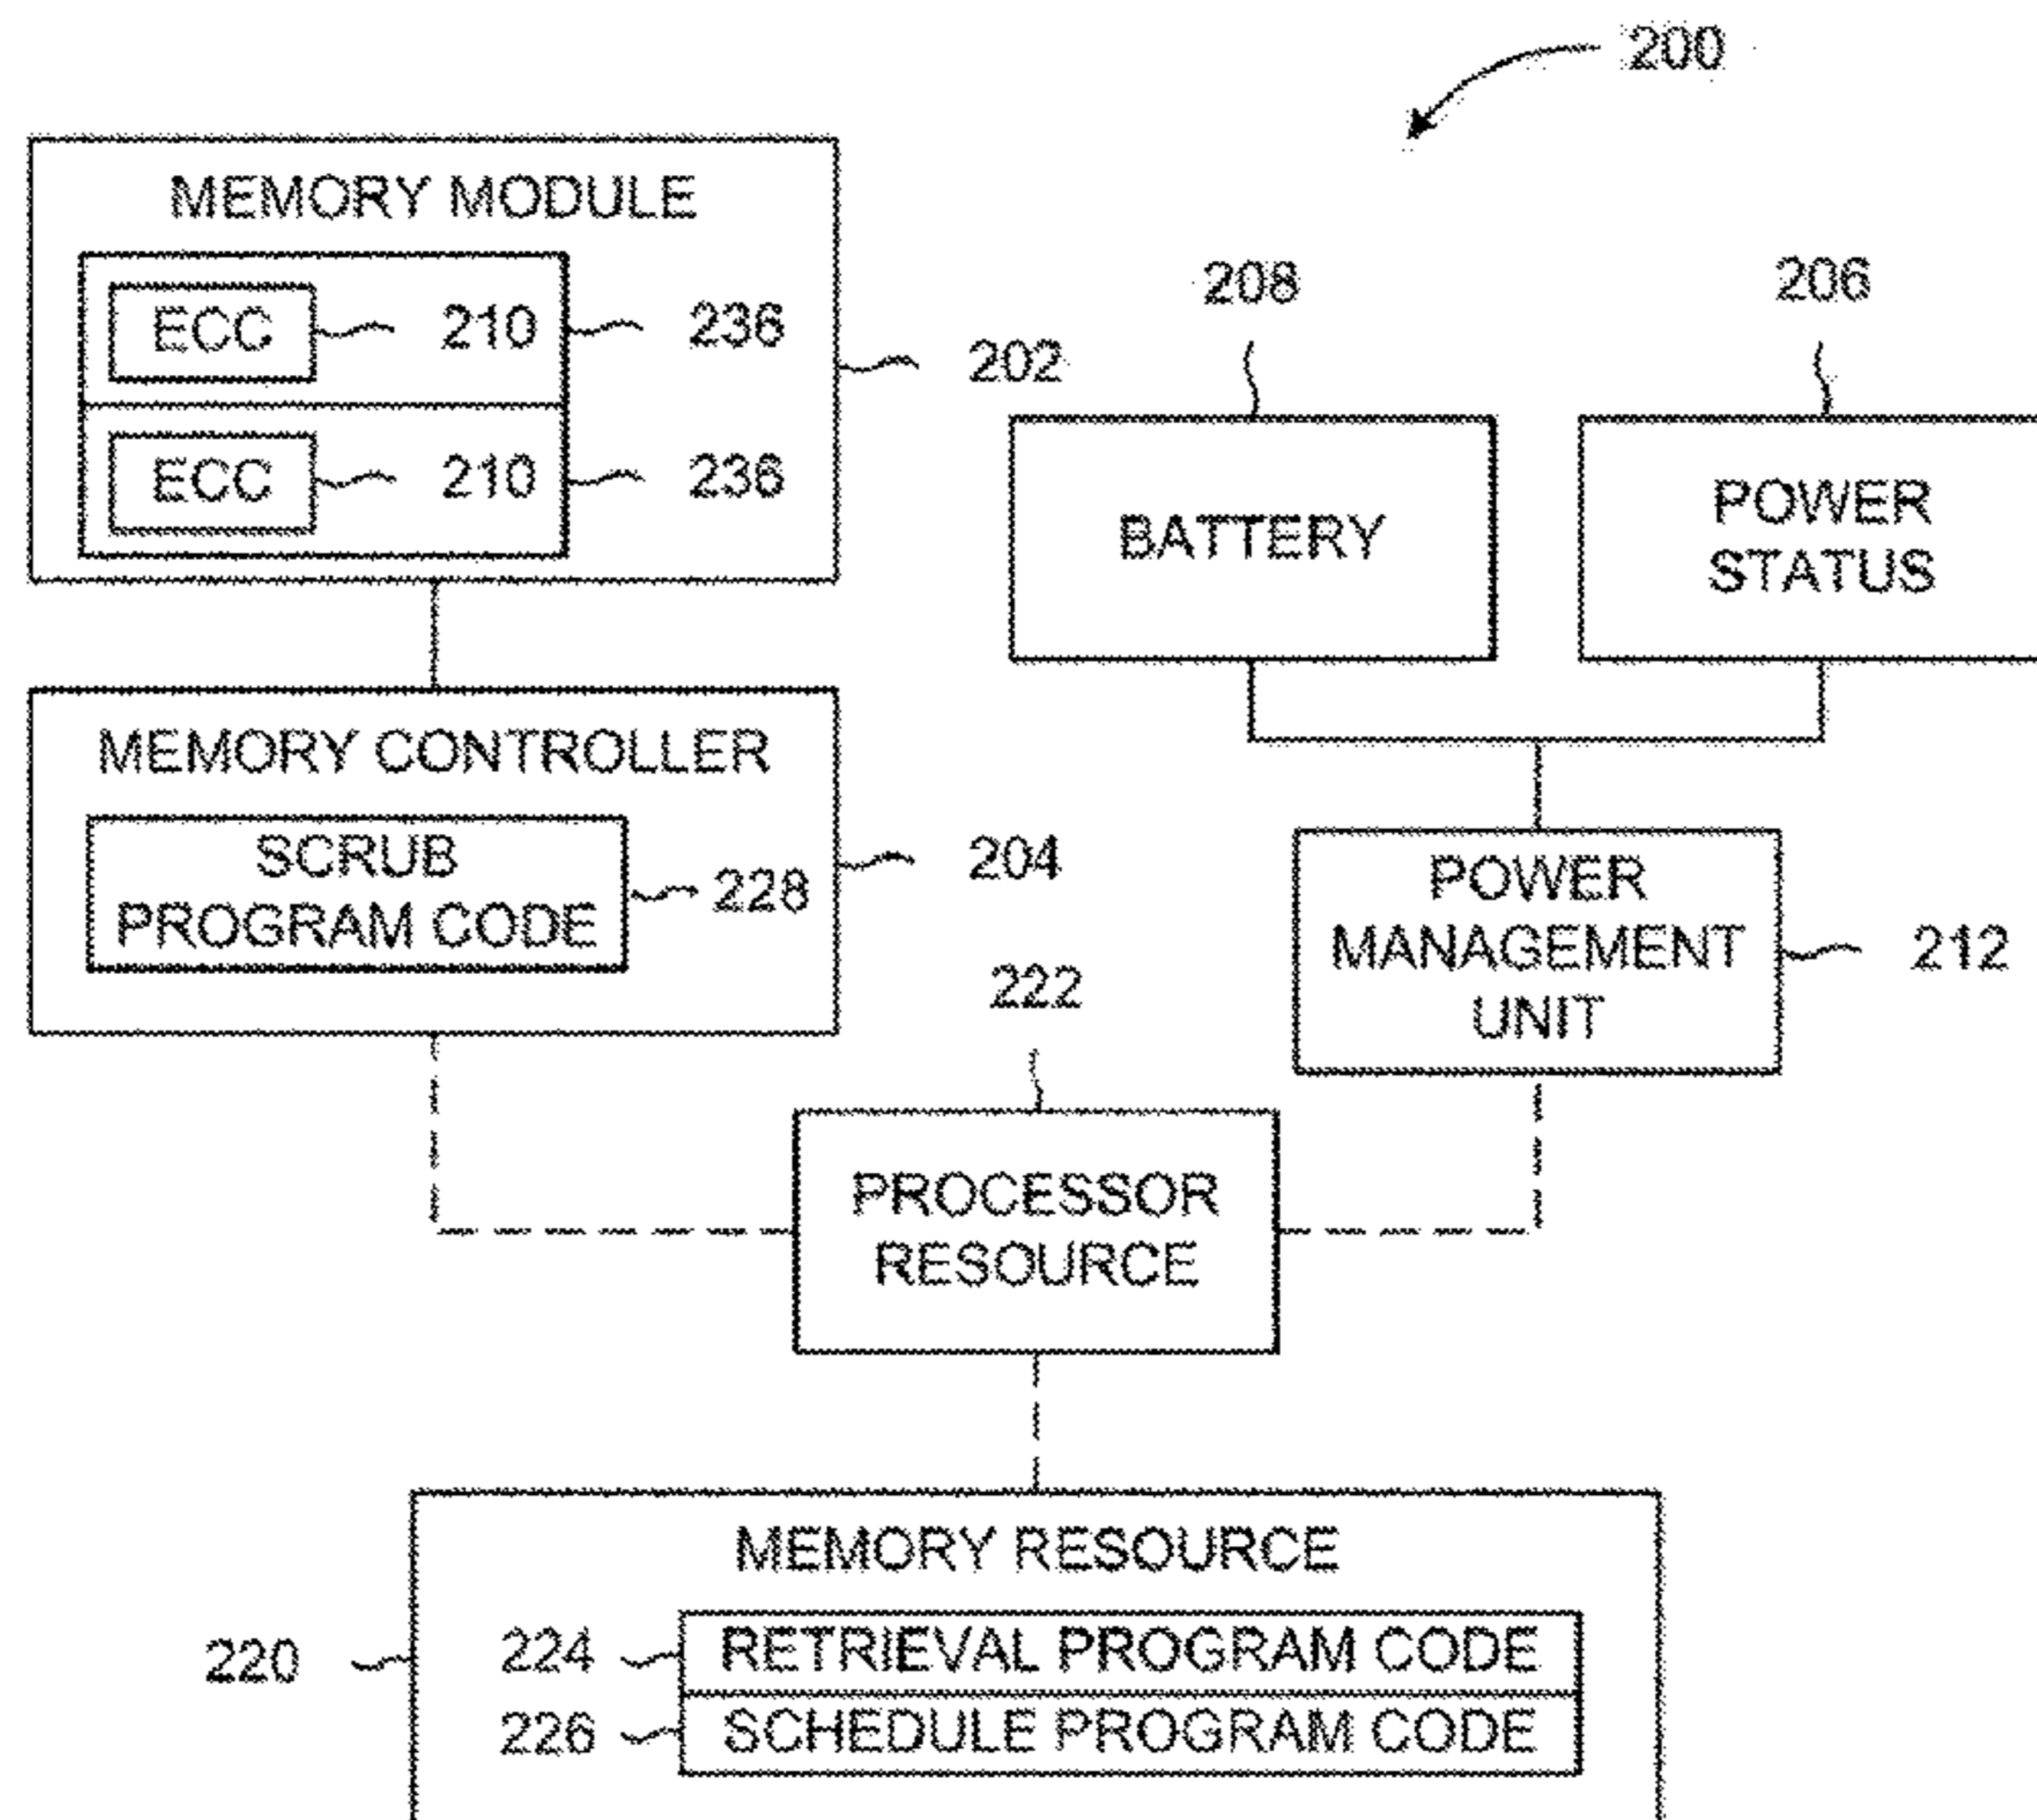 200
MEMORY MODULE
ECC 210 236
202
ECC 210 236
208
206
BATTERY
POWER
STATUS
MEMORY CONTROLLER
SCRUB
PROGRAM CODE
228
204
POWER
MANAGEMENT
UNIT
212
222
PROCESSOR
RESOURCE
MEMORY RESOURCE
220
224 RETRIEVAL PROGRAM CODE
226 SCHEDULE PROGRAM CODE